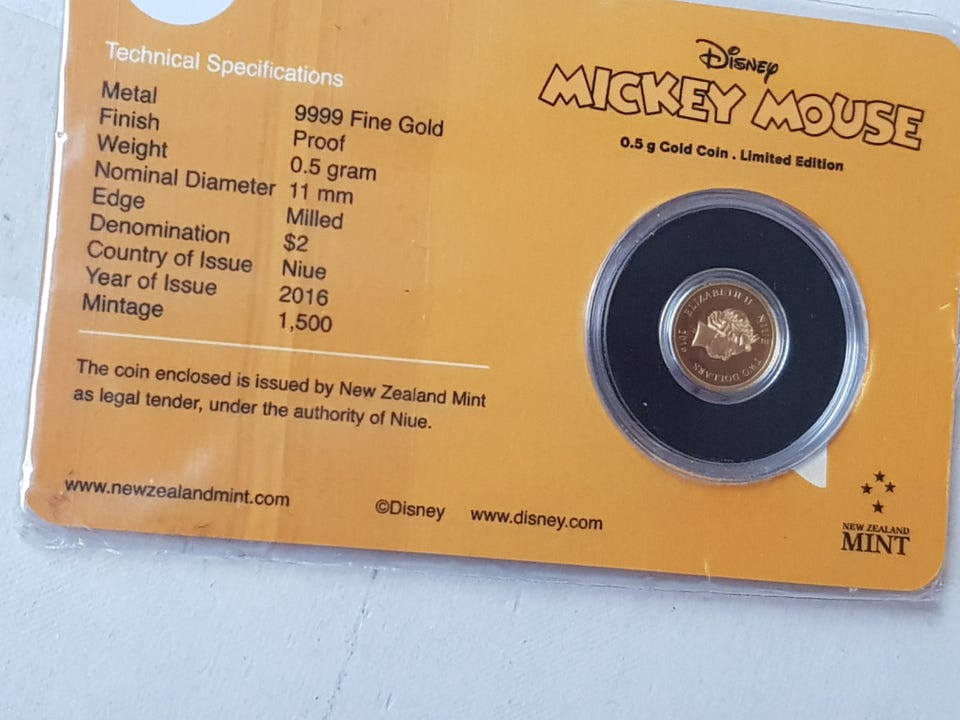 Technical Specifications
Metal 9999 Fine Gold
Finish Proof
Weight 0.5 gram
Nominal Diameter 11 mm
Edge Milled
Denomination $2
Country of Issue Niue
Year of Issue 2016
Mintage 1,500
The coin enclosed is issued by New Zealand Mint
as legal tender, under the authority of Niue.
www.newzealandmint.com
©Disney www.disney.com
Disney
MICKEY MOUSE
0.5 g Gold Coin . Limited Edition
ELIZABETH II NIUE TWO DOLLARS 2016
NEW ZEALAND
MINT